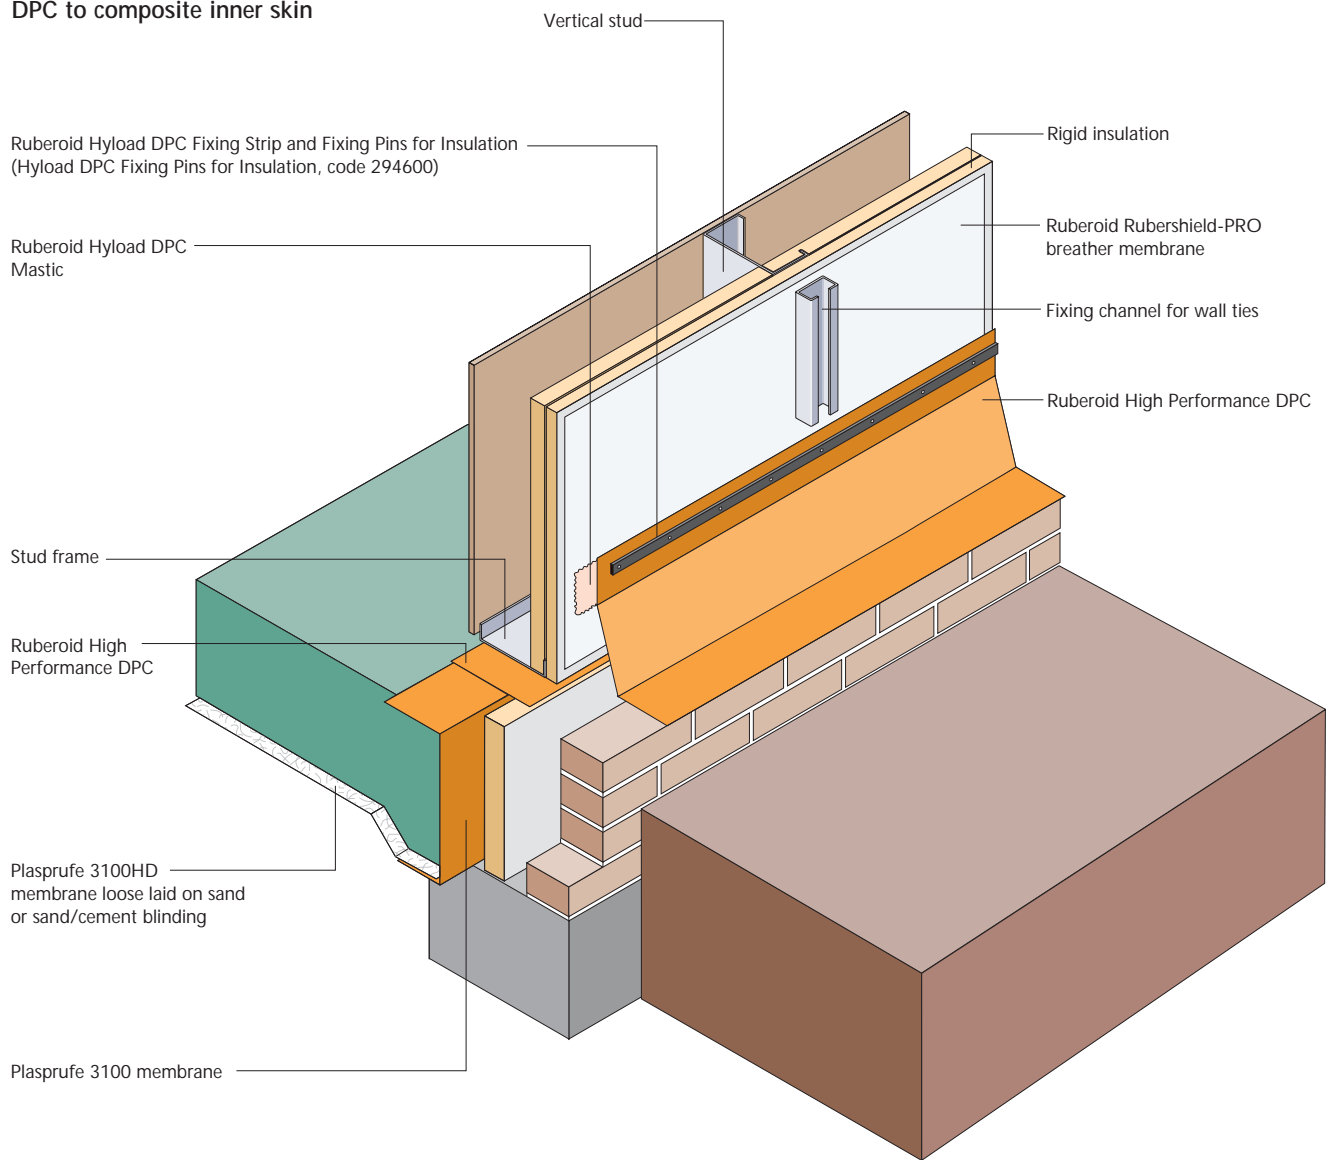 DPC to composite inner skin
Vertical stud
Ruberoid Hyload DPC Fixing Strip and Fixing Pins for Insulation
(Hyload DPC Fixing Pins for Insulation, code 294600)
Rigid insulation
Ruberoid Rubershield-PRO
breather membrane
Ruberoid Hyload DPC
Mastic
Fixing channel for wall ties
Ruberoid High Performance DPC
Stud frame
Ruberoid High
Performance DPC
Plasprufe 3100HD
membrane loose laid on sand
or sand/cement blinding
Plasprufe 3100 membrane